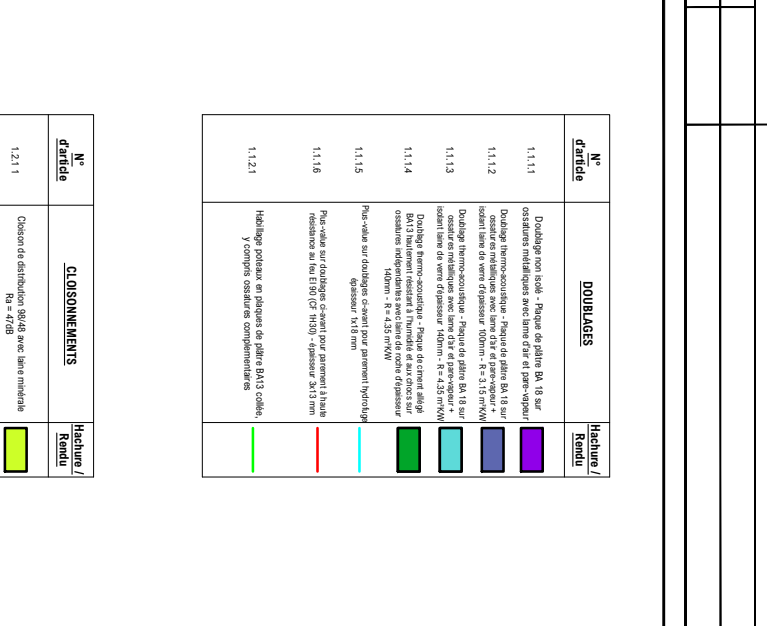 N°
d'article
DOUBLAGES
Hachure /
Rendu
1.1.1.1
Doublage non isolé - Plaque de plâtre BA 18 sur
ossatures métalliques avec lame d'air et pare-vapeur
1.1.1.2
Doublage thermo-acoustique - Plaque de plâtre BA 18 sur
ossatures métalliques avec lame d'air et pare-vapeur +
isolant laine de verre d'épaisseur 100mm - R = 3.15 m²K/W
1.1.1.3
Doublage thermo-acoustique - Plaque de plâtre BA 18 sur
ossatures métalliques avec lame d'air et pare-vapeur +
isolant laine de verre d'épaisseur 140mm - R = 4.35 m²K/W
1.1.1.4
Doublage thermo-acoustique - Plaque de ciment allégé
BA13 hautement résistant à l'humidité et aux chocs sur
ossatures indépendantes avec laine de roche d'épaisseur
140mm - R = 4.35 m²K/W
1.1.1.5
Plus-value sur doublages ci-avant pour parement hydrofuge
épaisseur 1x18 mm
1.1.1.6
Plus-value sur doublages ci-avant pour parement à haute
résistance au feu EI 90 (CF 1H30) - épaisseur 3x13 mm
1.1.2.1
Habillage poteaux en plaques de plâtre BA13 collée,
y compris ossatures complémentaires
N°
d'article
CLOISONNEMENTS
Hachure /
Rendu
1.2.1 1
Cloison de distribution 98/48 avec laine minérale
Ra = 47dB